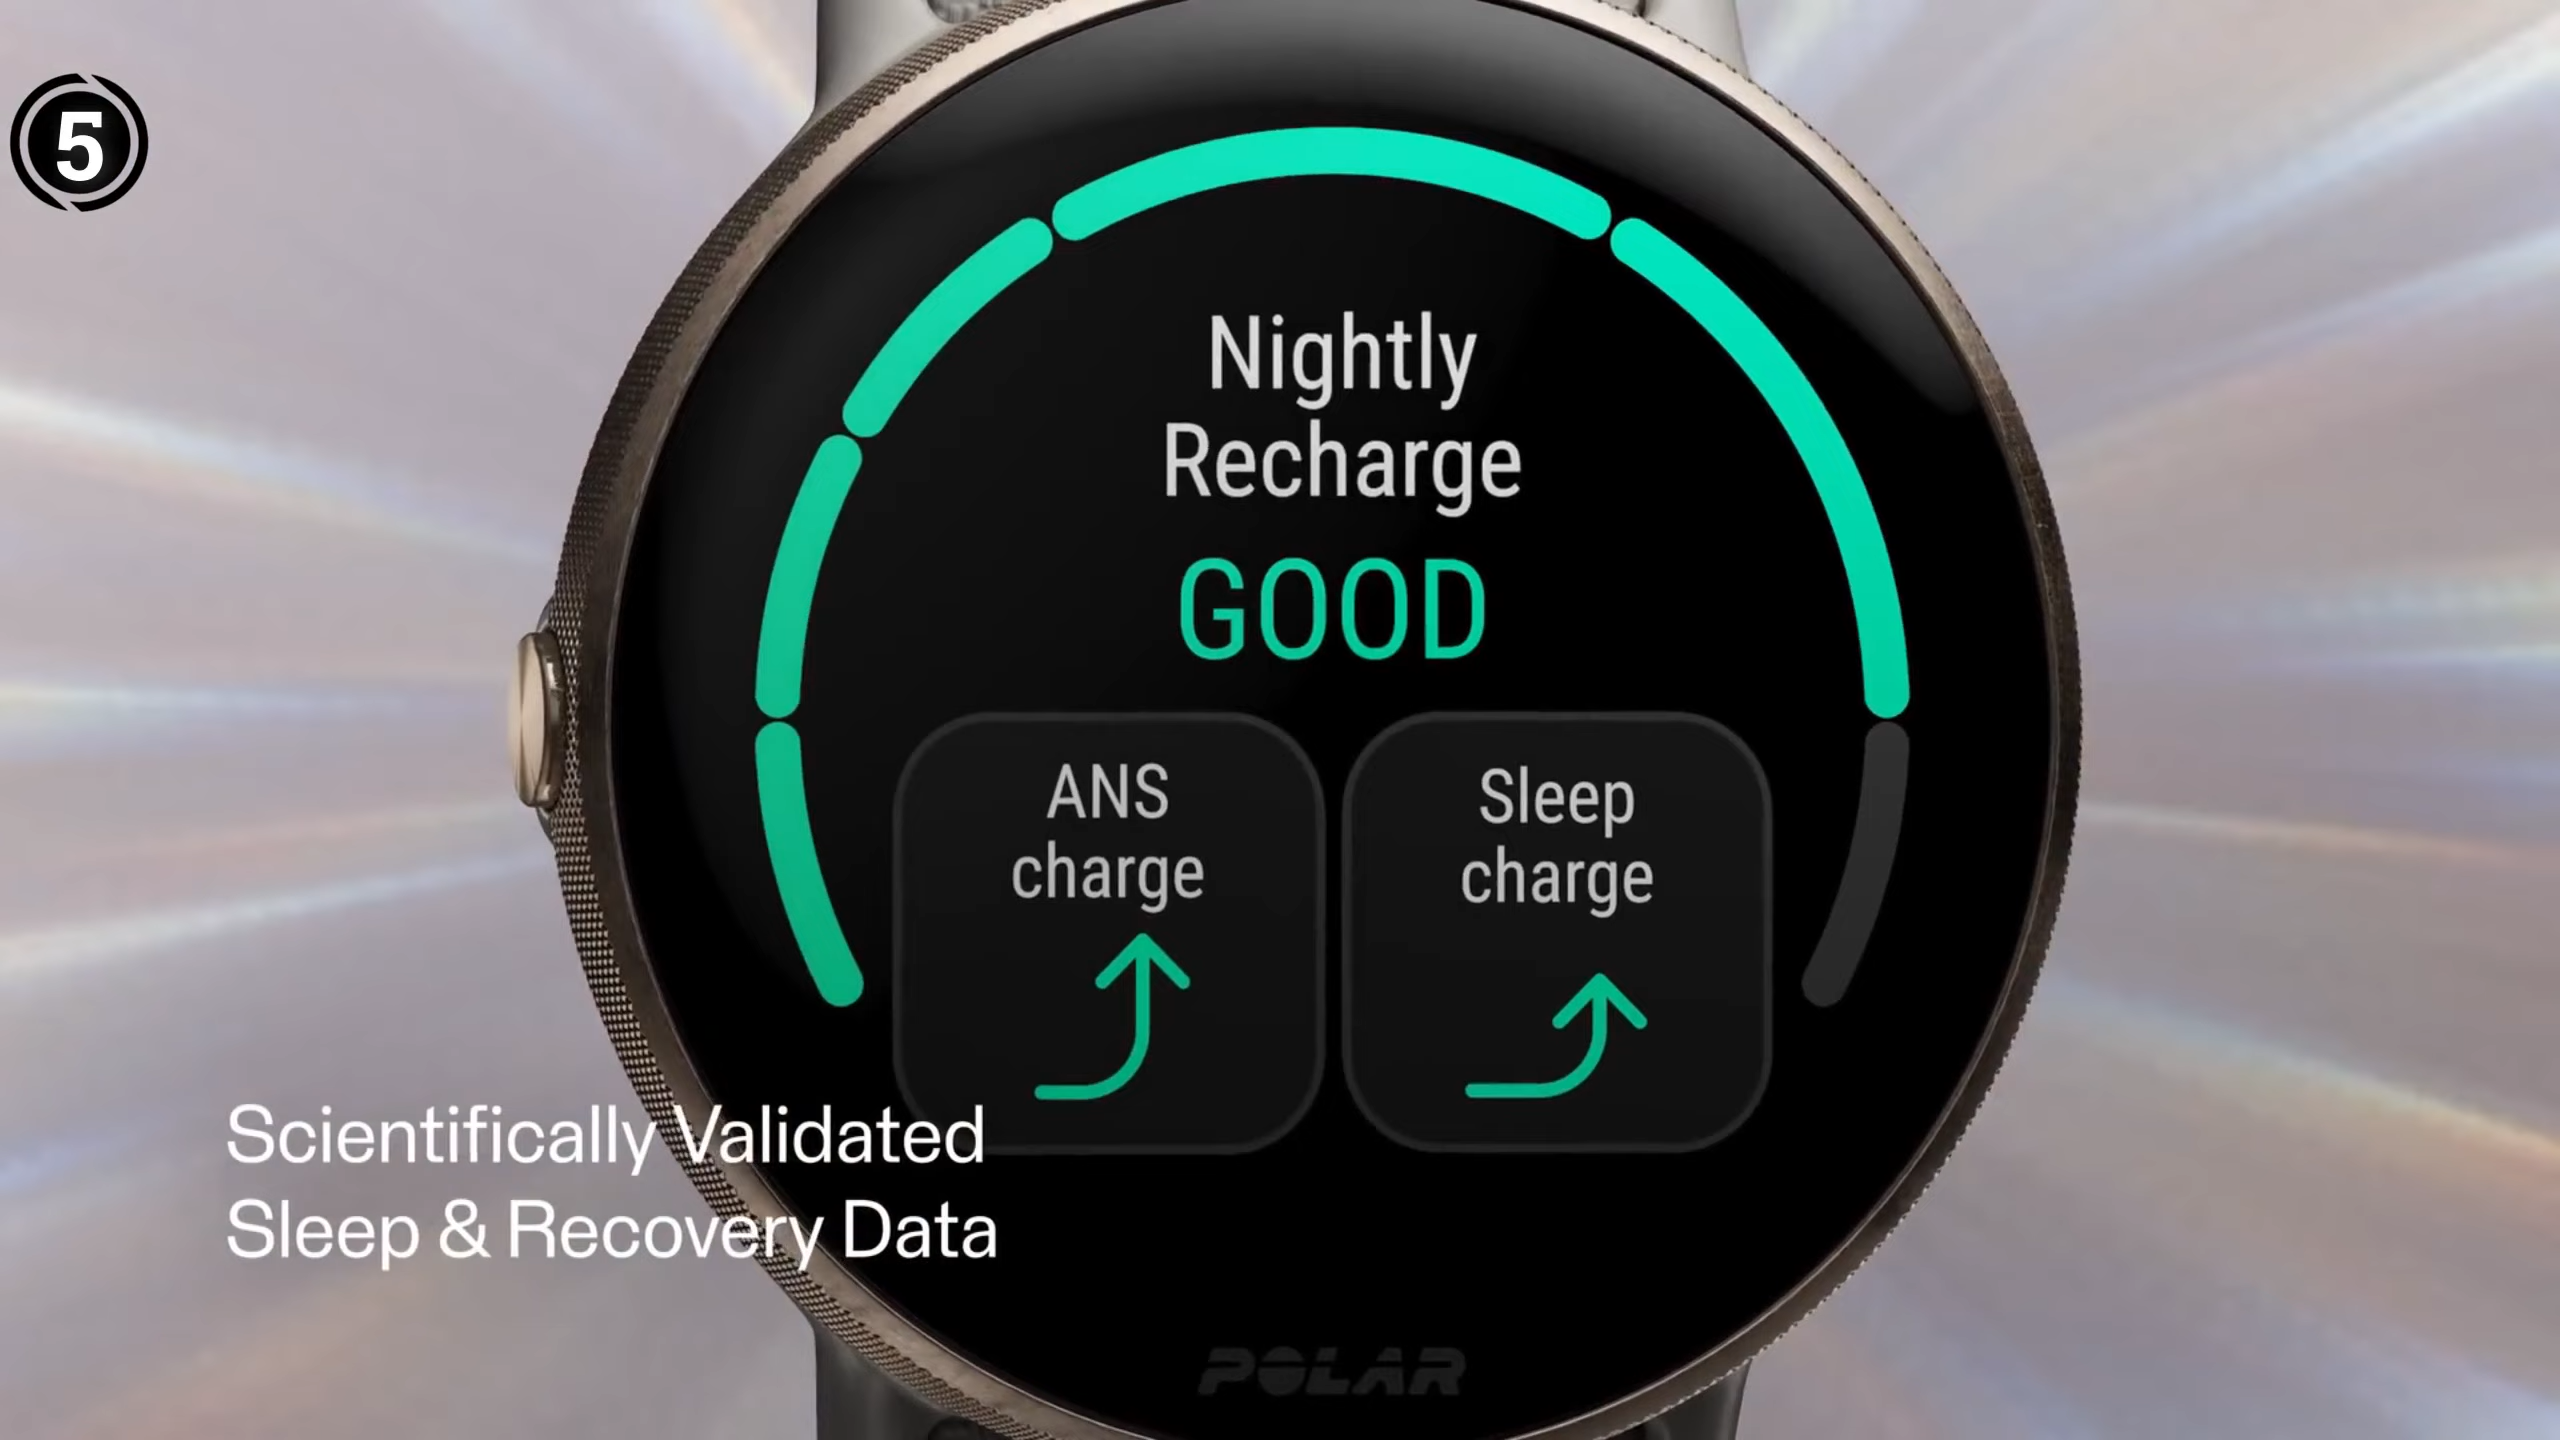 5
Nightly
Recharge
GOOD
ANS
charge
Sleep
charge
Scientifically Validated
Sleep & Recovery Data
POLAR